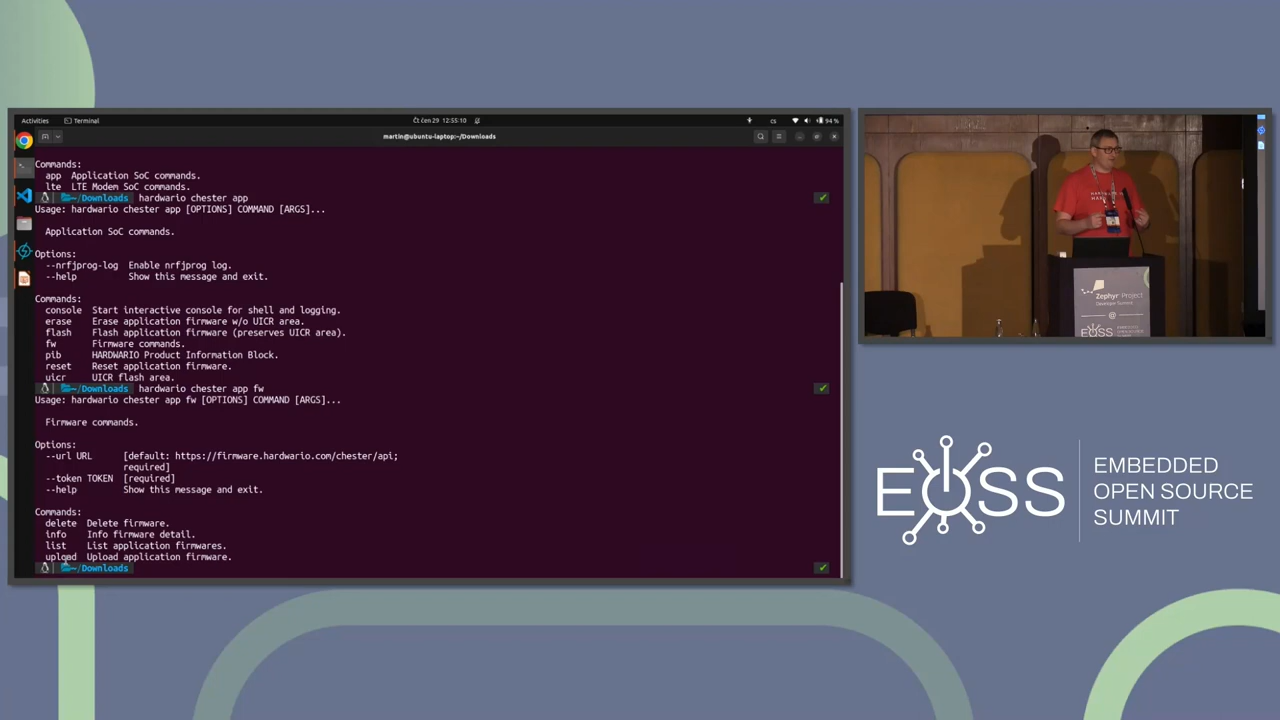 Activities
Terminal
Čt čen 29 12:55:10
cs
94 %
martin@ubuntu-laptop:~/Downloads
Commands:
app Application SoC commands.
lte LTE Modem SoC commands.
~/Downloads hardwario chester app
Usage: hardwario chester app [OPTIONS] COMMAND [ARGS]...
Application SoC commands.
Options:
--nrfjprog-log Enable nrfjprog log.
--help Show this message and exit.
Commands:
console Start interactive console for shell and logging.
erase Erase application firmware w/o UICR area.
flash Flash application firmware (preserves UICR area).
fw Firmware commands.
pib HARDWARIO Product Information Block.
reset Reset application firmware.
uicr UICR flash area.
~/Downloads hardwario chester app fw
Usage: hardwario chester app fw [OPTIONS] COMMAND [ARGS]...
Firmware commands.
Options:
--url URL [default: https://firmware.hardwario.com/chester/api;
required]
--token TOKEN [required]
--help Show this message and exit.
Commands:
delete Delete firmware.
info Info firmware detail.
list List application firmwares.
upload Upload application firmware.
~/Downloads
Zephyr Project
Developer Summit
@
EOSS
EMBEDDED
OPEN SOURCE
SUMMIT